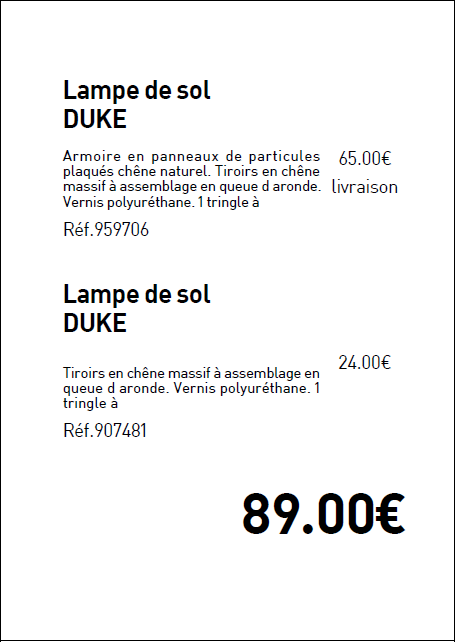 Lampe de sol
DUKE
Armoire en panneaux de particules
plaqués chêne naturel. Tiroirs en chêne
massif à assemblage en queue d aronde.
Vernis polyuréthane. 1 tringle à
65.00€
livraison
Réf.959706
Lampe de sol
DUKE
Tiroirs en chêne massif à assemblage en
queue d aronde. Vernis polyuréthane. 1
tringle à
24.00€
Réf.907481
89.00€